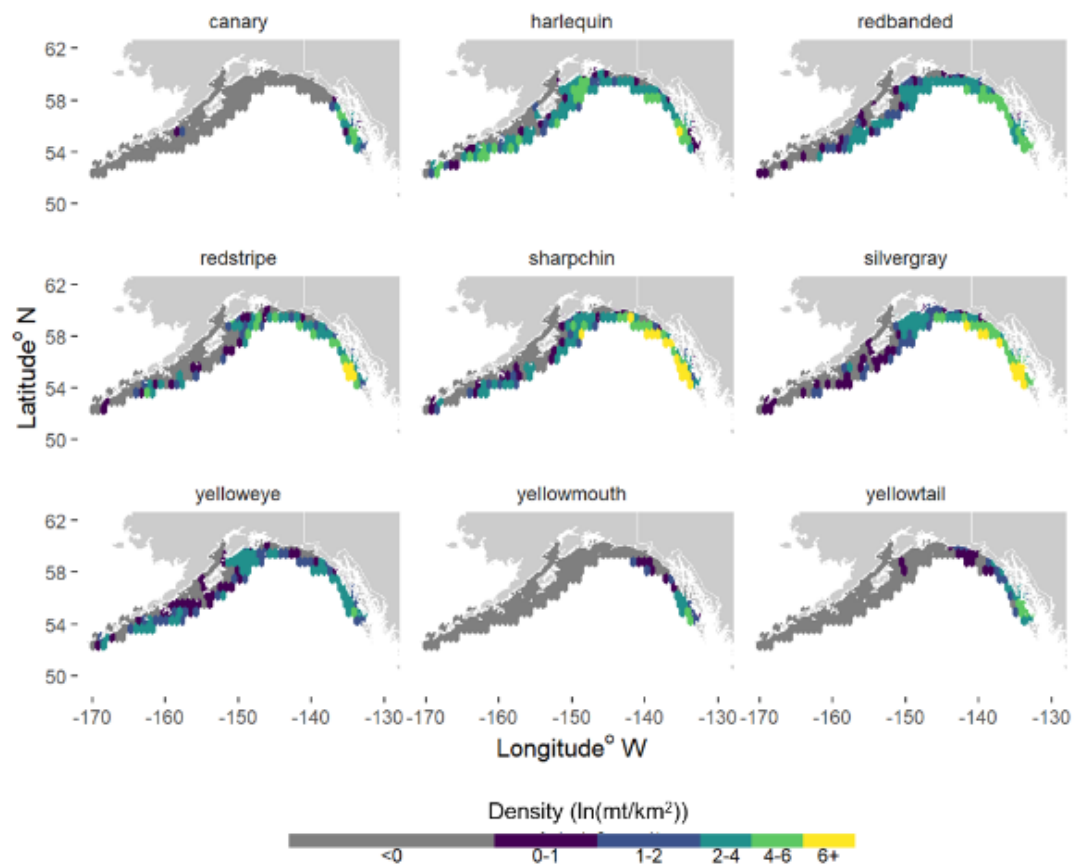 canary harlequin redbanded
62
58
54
50
redstripe sharpchin silvergray
62
58
54
50
Latitude° N
yelloweye yellowmouth yellowtail
62
58
54
50
-170 -160 -150 -140 -130 -170 -160 -150 -140 -130 -170 -160 -150 -140 -130
Longitude° W
Density (ln(mt/km²))
<0 0-1 1-2 2-4 4-6 6+